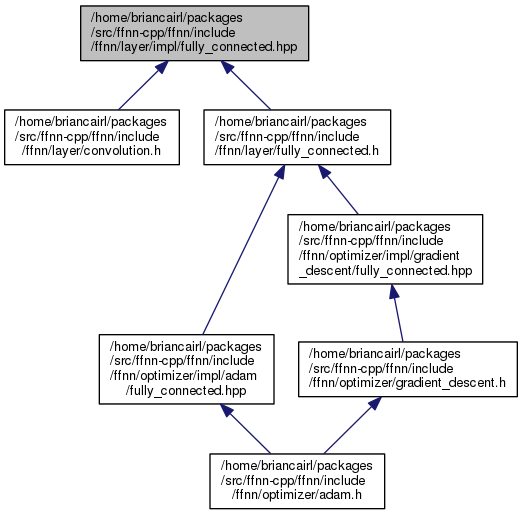 /home/briancairl/packages
/src/ffnn-cpp/ffnn/include
/ffnn/layer/impl/fully_connected.hpp
/home/briancairl/packages
/src/ffnn-cpp/ffnn/include
/ffnn/layer/convolution.h
/home/briancairl/packages
/src/ffnn-cpp/ffnn/include
/ffnn/layer/fully_connected.h
/home/briancairl/packages
/src/ffnn-cpp/ffnn/include
/ffnn/optimizer/impl/gradient
_descent/fully_connected.hpp
/home/briancairl/packages
/src/ffnn-cpp/ffnn/include
/ffnn/optimizer/impl/adam
/fully_connected.hpp
/home/briancairl/packages
/src/ffnn-cpp/ffnn/include
/ffnn/optimizer/gradient_descent.h
/home/briancairl/packages
/src/ffnn-cpp/ffnn/include
/ffnn/optimizer/adam.h